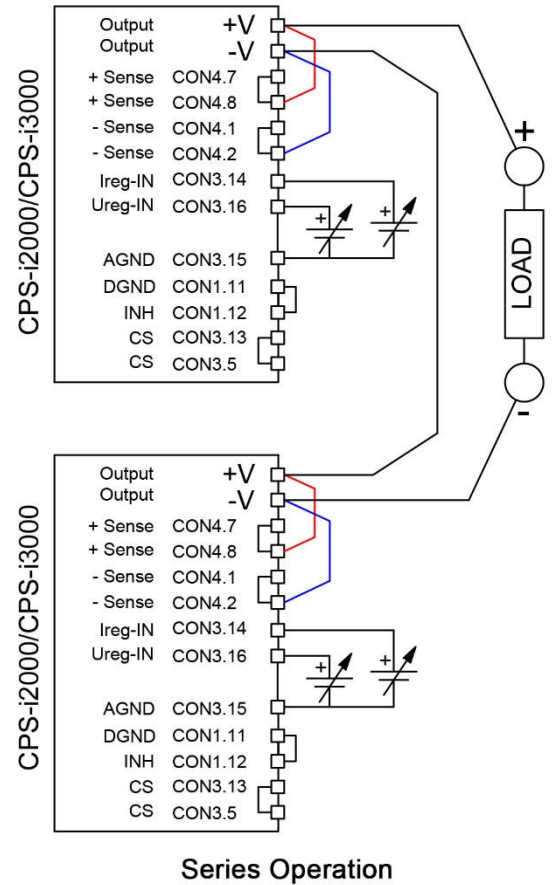 CPS-i2000/CPS-i3000
Output +V
Output -V
+ Sense CON4.7
+ Sense CON4.8
- Sense CON4.1
- Sense CON4.2
Ireg-IN CON3.14
Ureg-IN CON3.16
+ +
AGND CON3.15
DGND CON1.11
INH CON1.12
CS CON3.13
CS CON3.5
+
LOAD
-
CPS-i2000/CPS-i3000
Output +V
Output -V
+ Sense CON4.7
+ Sense CON4.8
- Sense CON4.1
- Sense CON4.2
Ireg-IN CON3.14
Ureg-IN CON3.16
+ +
AGND CON3.15
DGND CON1.11
INH CON1.12
CS CON3.13
CS CON3.5
Series Operation